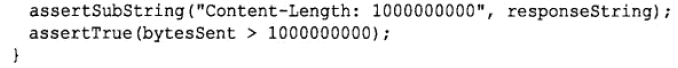 assertSubString("Content-Length: 1000000000", responseString);
assertTrue(bytesSent > 1000000000);
}